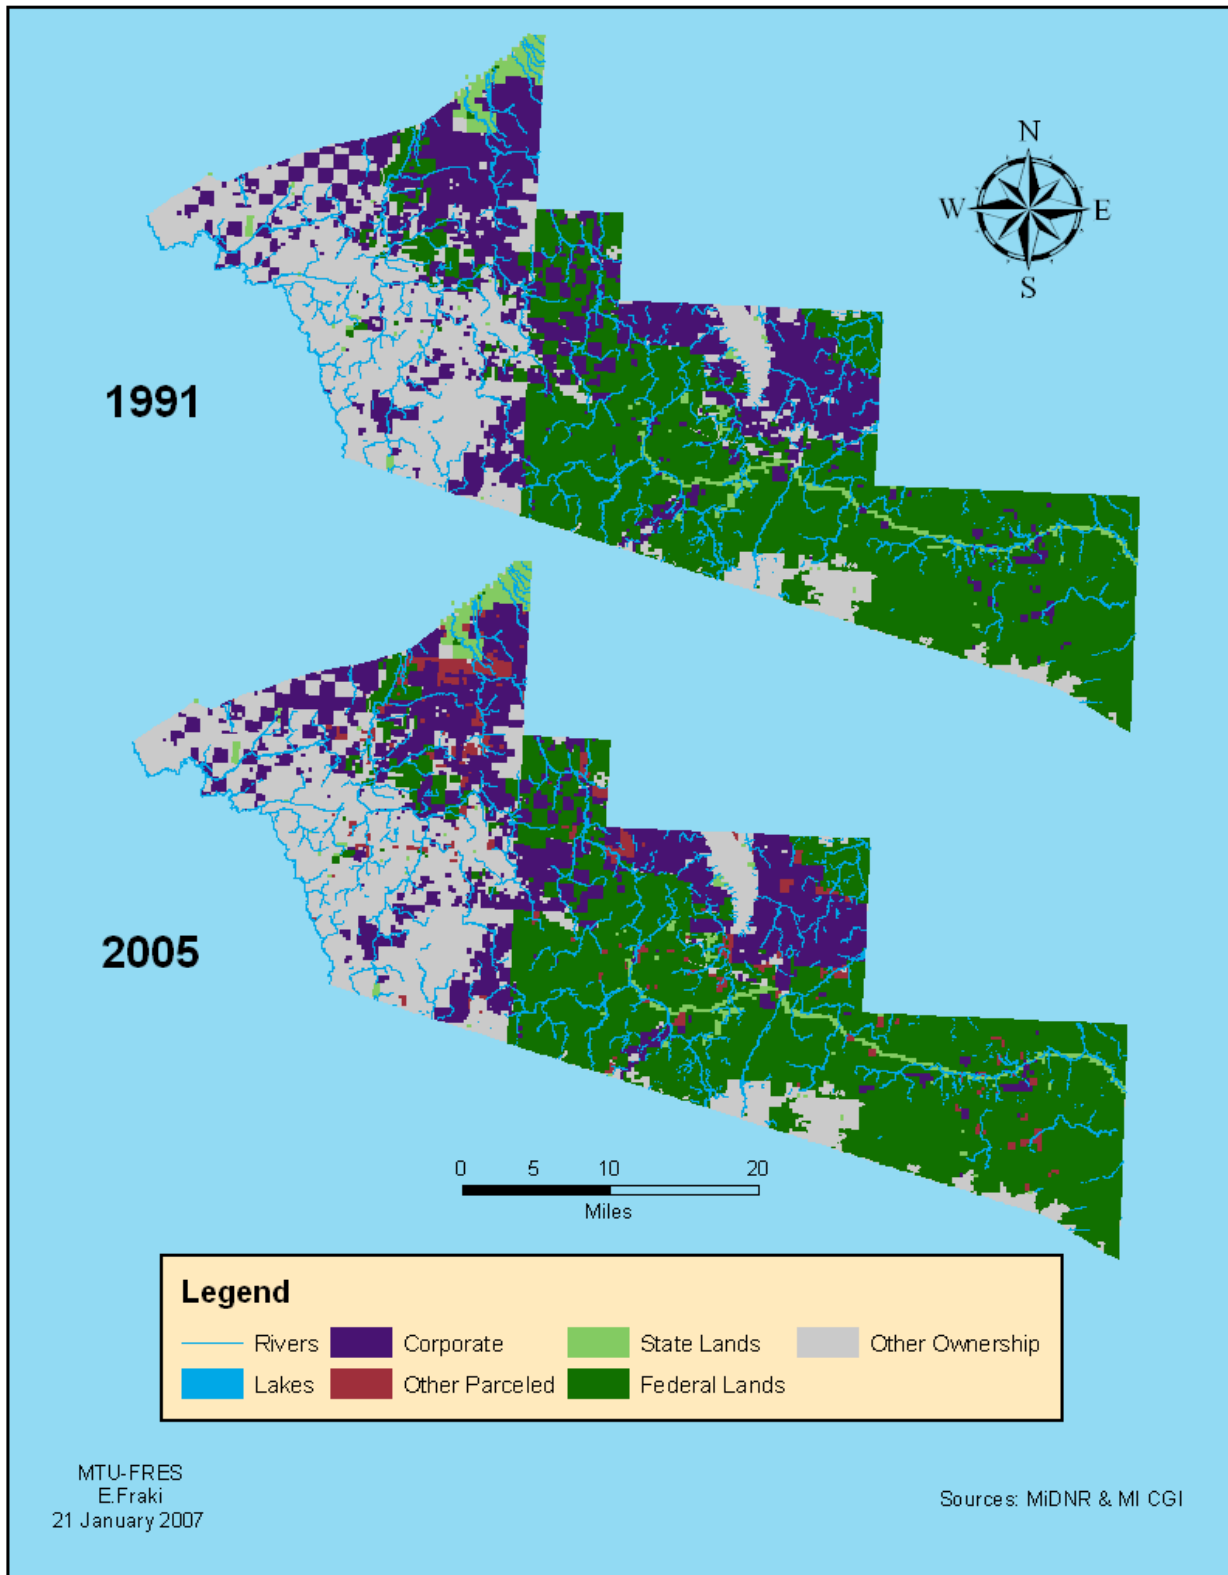 N
W E
S
1991
2005
0 5 10 20
Miles
Legend
Rivers Corporate State Lands Other Ownership
Lakes Other Parceled Federal Lands
MTU-FRES
E.Fraki
21 January 2007
Sources: MiDNR & MI CGI